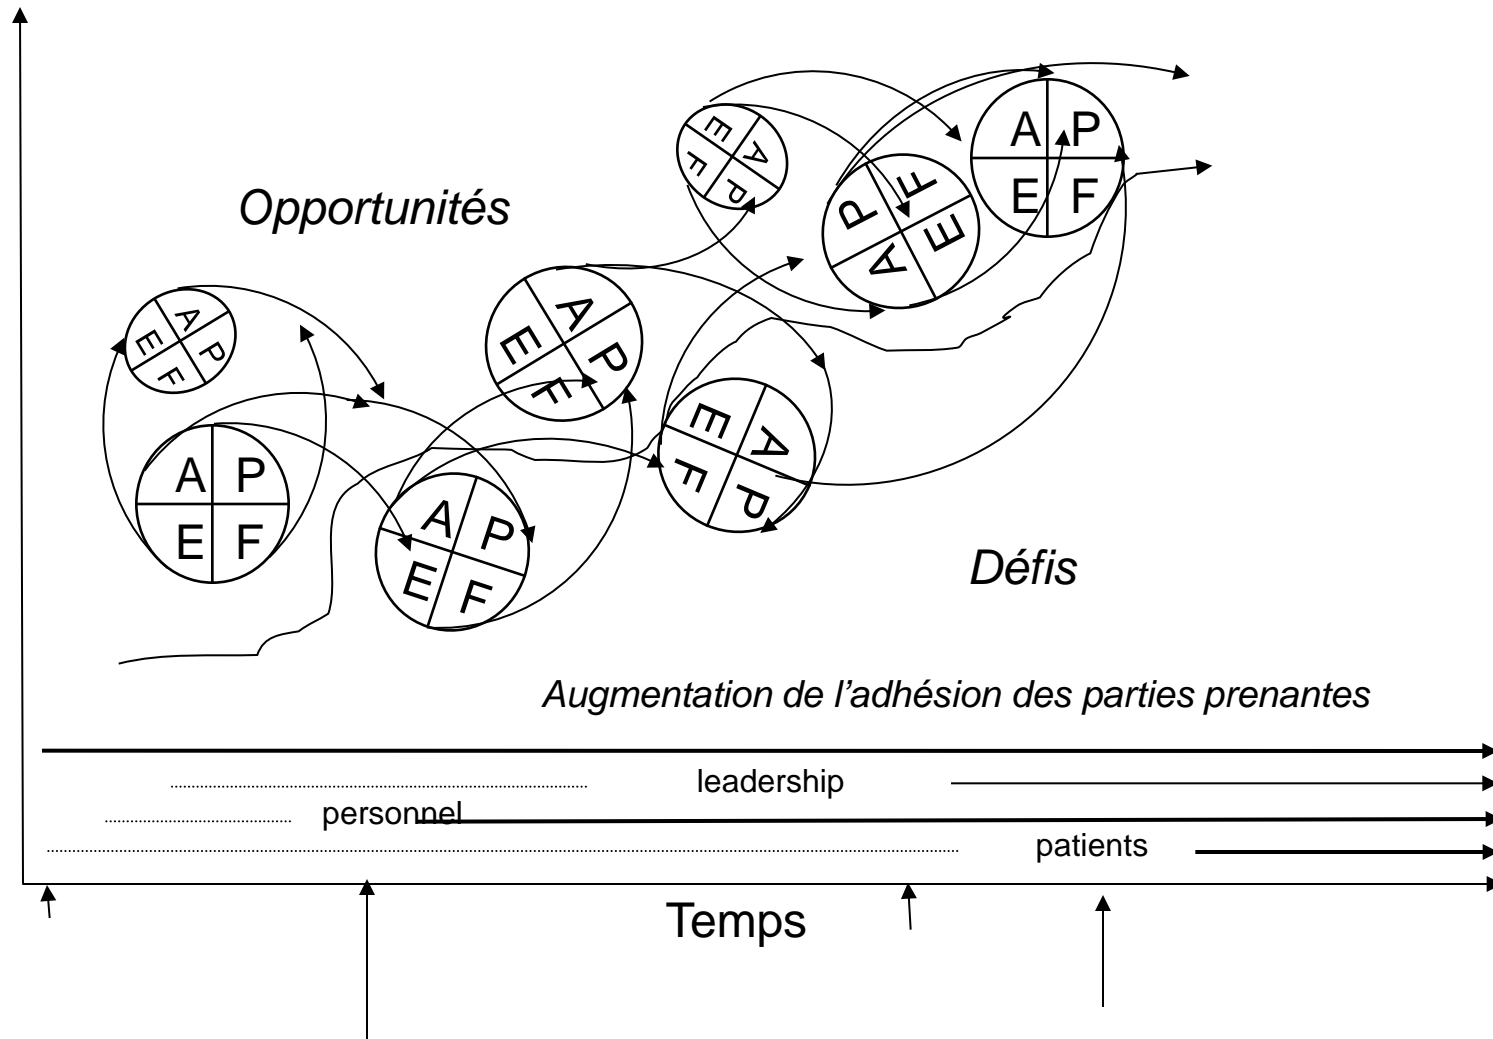 Opportunités
E A
F P
P F
A E
A P
E F
A P
E F
A P
E F
E A
F P
A P
E F
A P
E F
Défis
Augmentation de l’adhésion des parties prenantes
leadership
personnel
patients
Temps